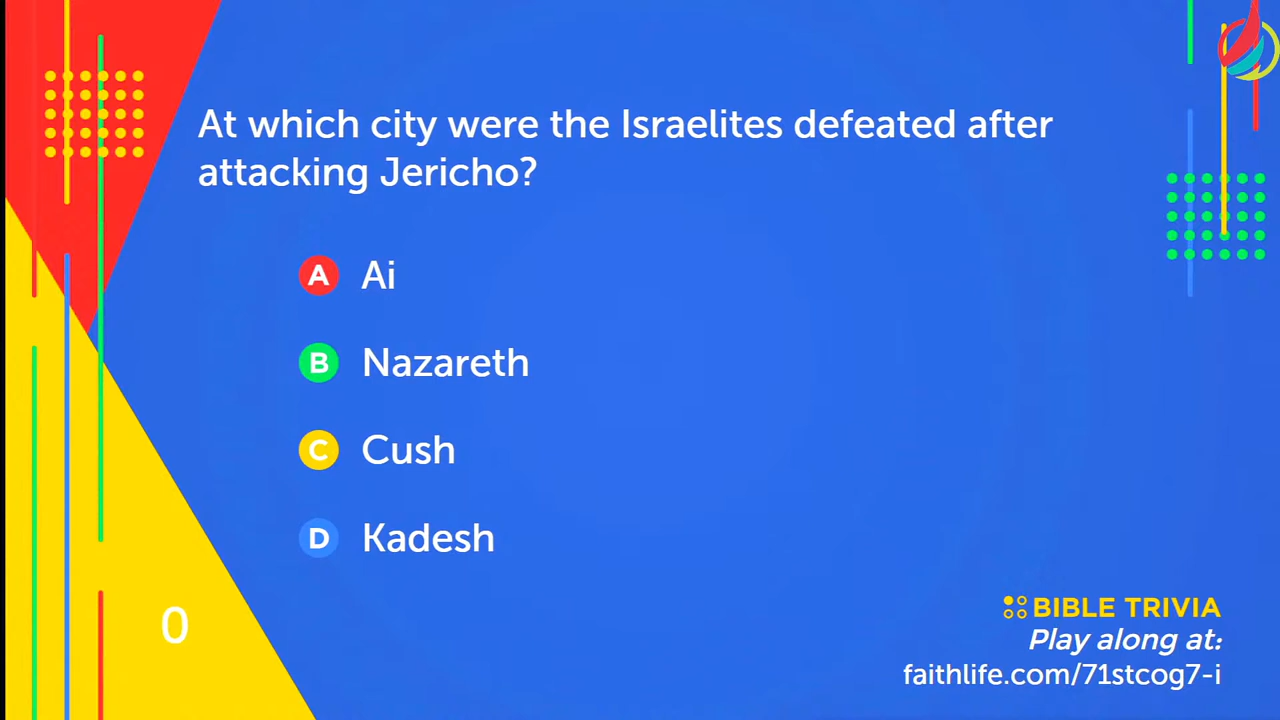 At which city were the Israelites defeated after
attacking Jericho?
A Ai
B Nazareth
C Cush
D Kadesh
0
BIBLE TRIVIA
Play along at:
faithlife.com/71stcog7-i